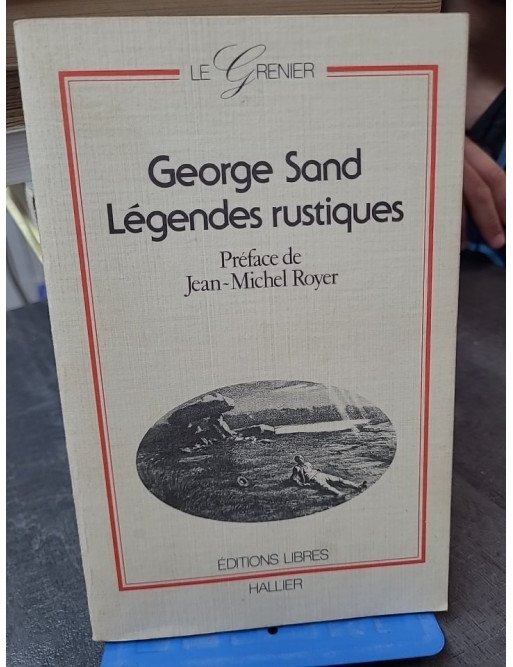 LE GRENIER
George Sand
Légendes rustiques
Préface de
Jean-Michel Royer
ÉDITIONS LIBRES
HALLIER